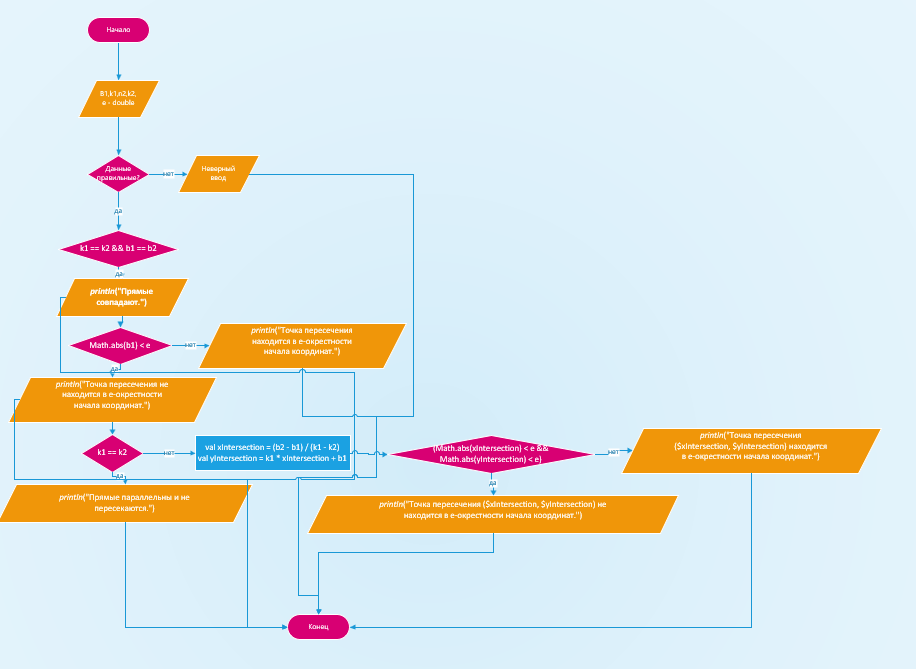 Начало
B1,k1,n2,k2,
e - double
Данные
правильные?
нет
Неверный
ввод
да
k1 == k2 && b1 == b2
да
println("Прямые
совпадают.")
Math.abs(b1) < e
нет
println("Точка пересечения
находится в е-окрестности
начала координат.")
да
println("Точка пересечения не
находится в е-окрестности
начала координат.")
k1 == k2
нет
val xIntersection = (b2 - b1) / (k1 - k2)
val yIntersection = k1 * xIntersection + b1
(Math.abs(xIntersection) < e &&
Math.abs(yIntersection) < e)
нет
println("Точка пересечения
($xIntersection, $yIntersection) находится
в е-окрестности начала координат.")
да
println("Прямые параллельны и не
пересекаются.")
да
println("Точка пересечения ($xIntersection, $yIntersection) не
находится в е-окрестности начала координат.")
Конец